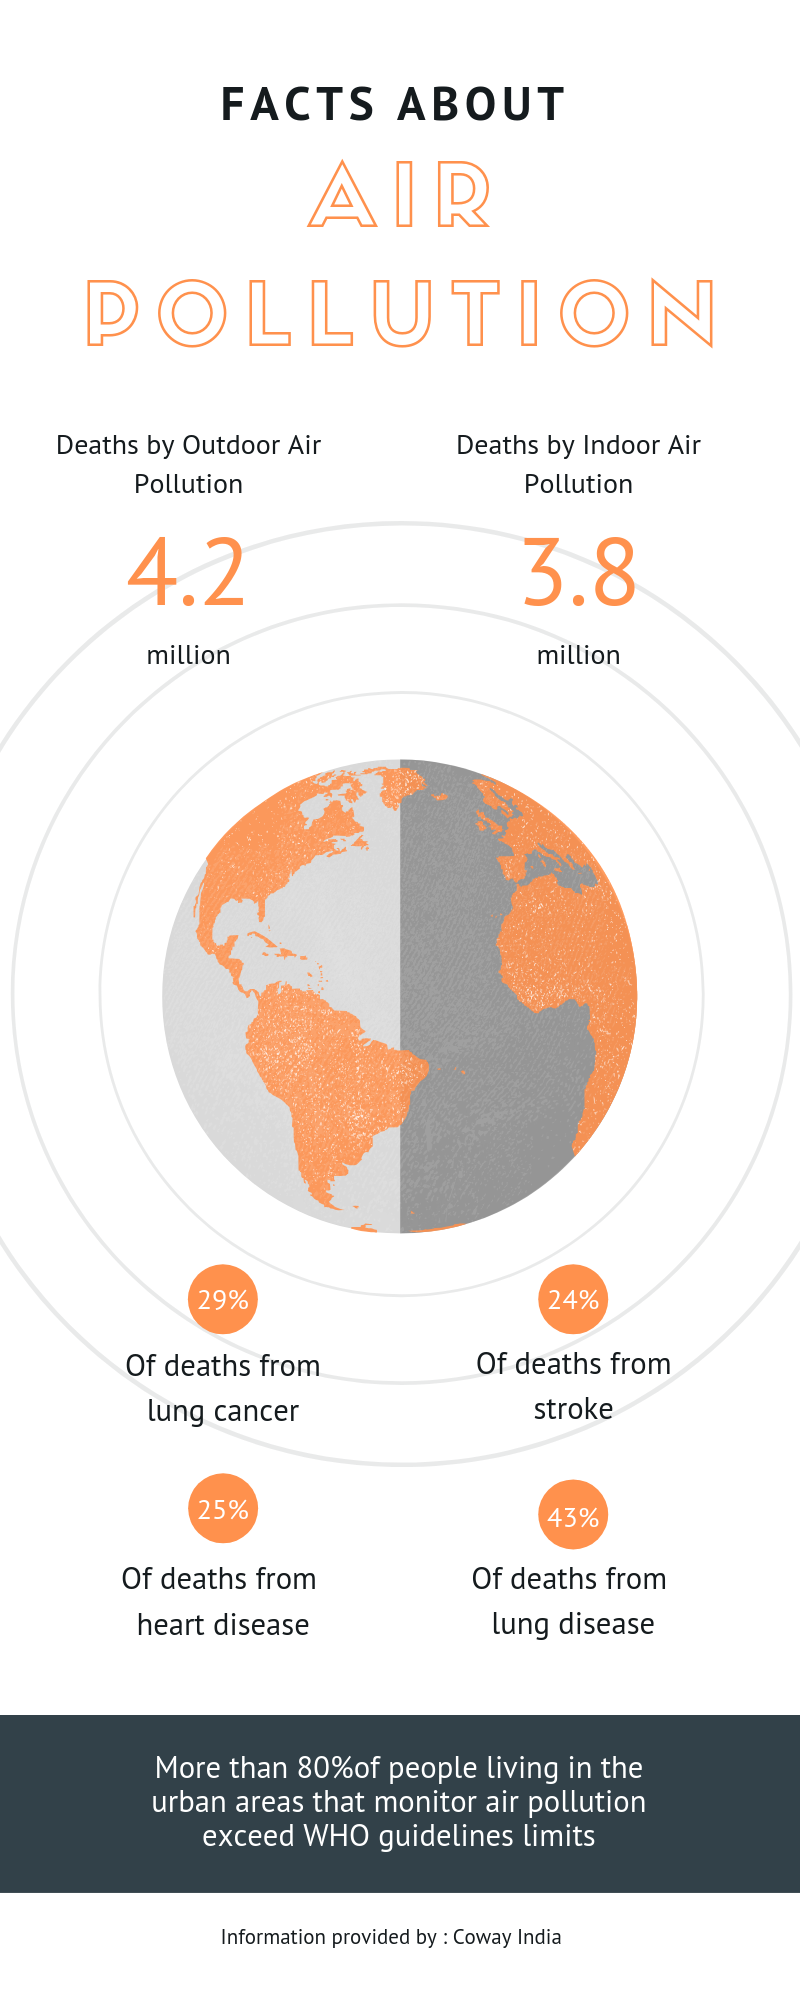 FACTS ABOUT
AIR
POLLUTION
Deaths by Outdoor Air
Pollution
4.2
million
Deaths by Indoor Air
Pollution
3.8
million
29%
Of deaths from
lung cancer
24%
Of deaths from
stroke
25%
Of deaths from
heart disease
43%
Of deaths from
lung disease
More than 80%of people living in the
urban areas that monitor air pollution
exceed WHO guidelines limits
Information provided by : Coway India